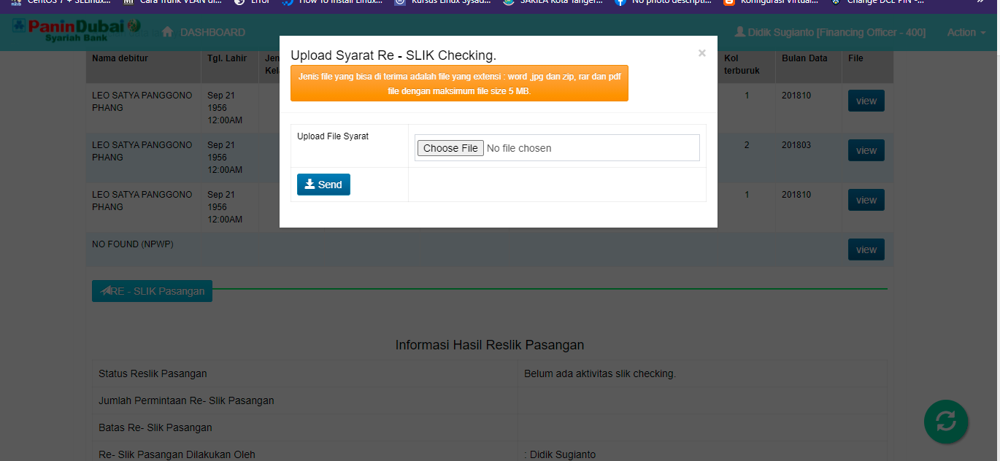 CentOS 7 + SELinux... Cara Trunk VLAN di... Error How To Install Linux... Kursus Linux Sysad... SAKILA Kota Tanger... No photo descripti... Konfigurasi Virtual... Change DCE PIN -...
PaninDubai
Syariah Bank
DASHBOARD
Didik Sugianto [Financing Officer - 400] Action
Upload Syarat Re - SLIK Checking. ×
Jenis file yang bisa di terima adalah file yang extensi : word ,jpg dan zip, rar dan pdf
file dengan maksimum file size 5 MB.
Upload File Syarat
Choose File No file chosen
Send
Nama debitur Tgl. Lahir Jen Kol Bulan Data File
Kel terburuk
LEO SATYA PANGGONO Sep 21 1 201810 view
PHANG 1956
12:00AM
LEO SATYA PANGGONO Sep 21 2 201803 view
PHANG 1956
12:00AM
LEO SATYA PANGGONO Sep 21 1 201810 view
PHANG 1956
12:00AM
NO FOUND (NPWP) view
RE - SLIK Pasangan
Informasi Hasil Reslik Pasangan
Status Reslik Pasangan Belum ada aktivitas slik checking.
Jumlah Permintaan Re- Slik Pasangan
Batas Re- Slik Pasangan
Re- Slik Pasangan Dilakukan Oleh : Didik Sugianto